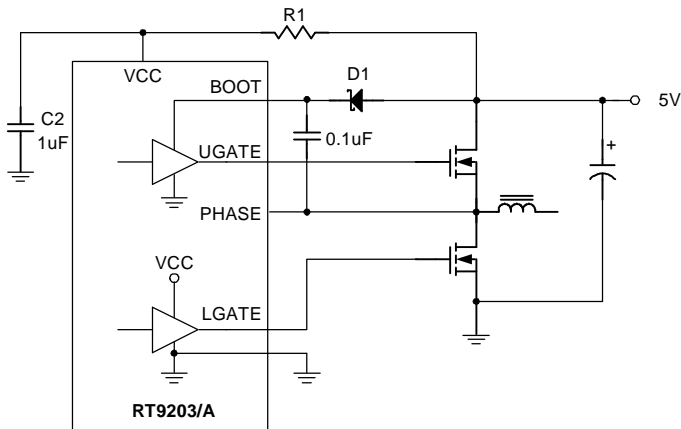 R1
VCC
D1
BOOT
5V
C2
1uF
0.1uF
+
UGATE
PHASE
VCC
LGATE
RT9203/A